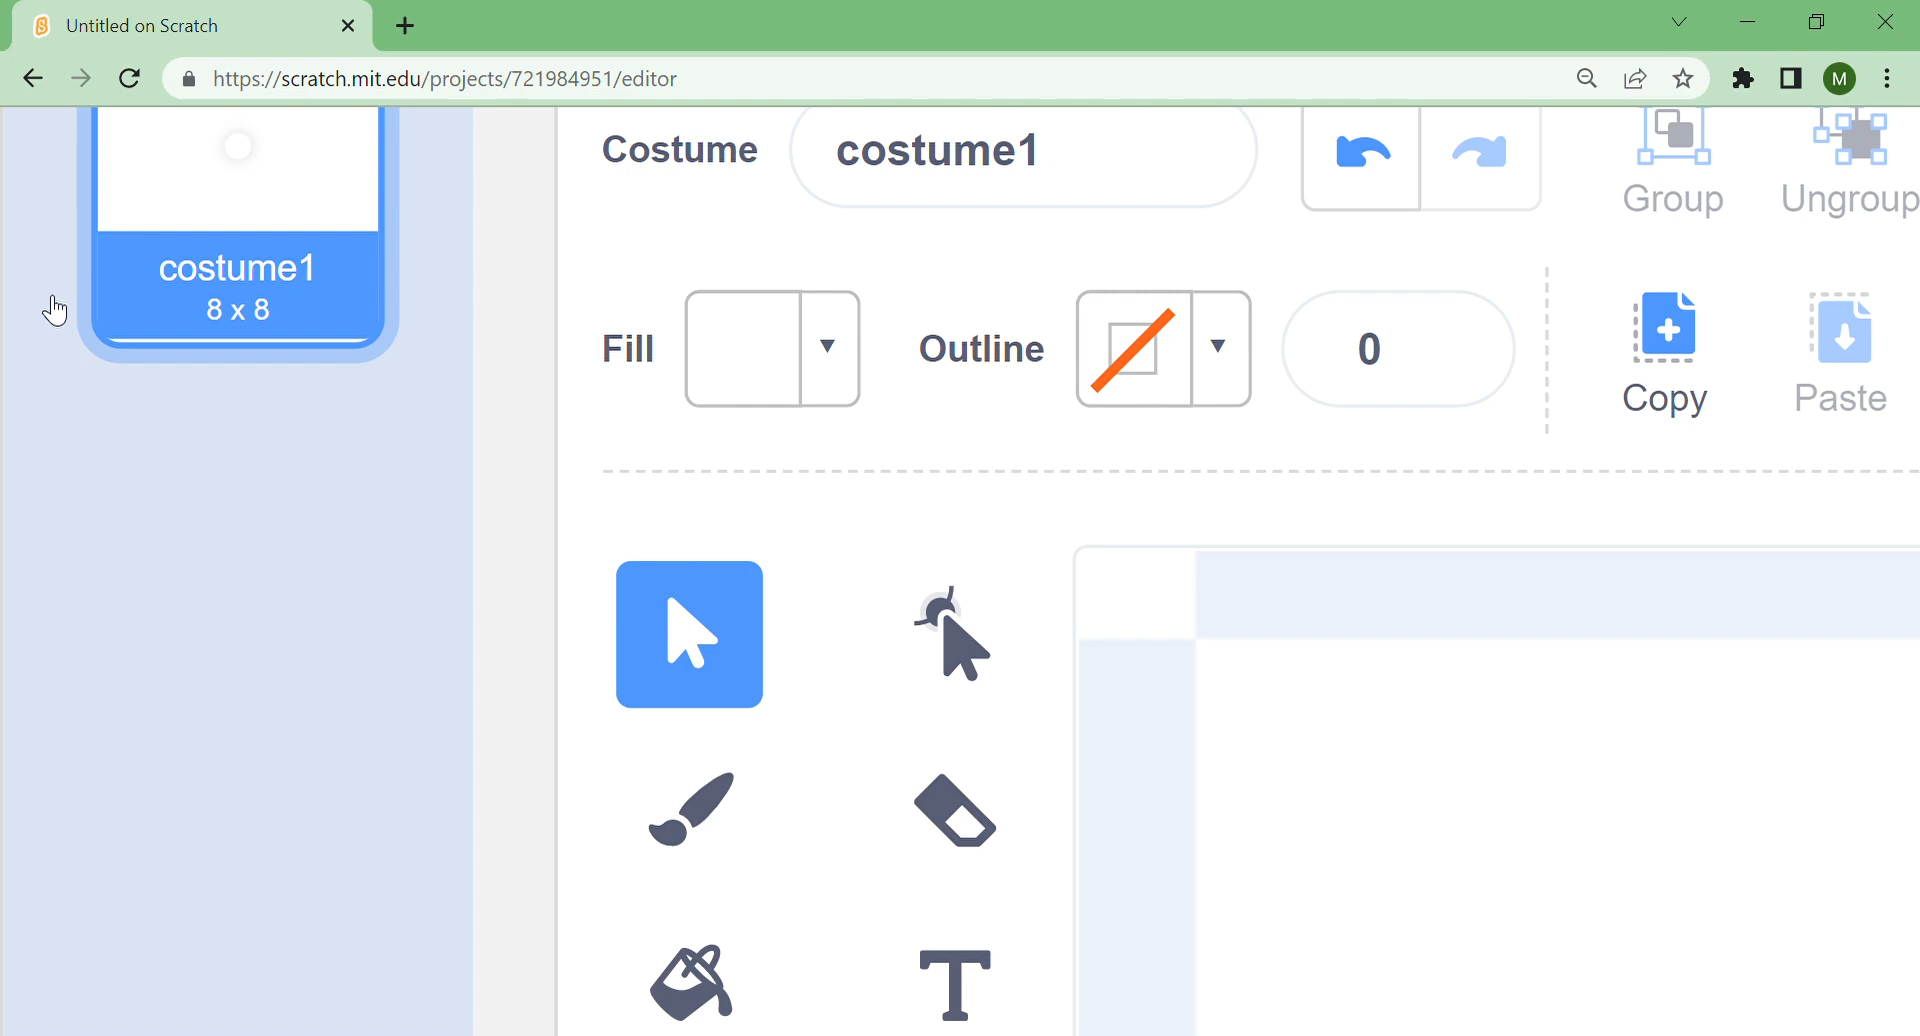 Untitled on Scratch
https://scratch.mit.edu/projects/721984951/editor
M
Costume
costume1
Group
Ungroup
costume1
8 x 8
Fill
Outline
0
Copy
Paste
T